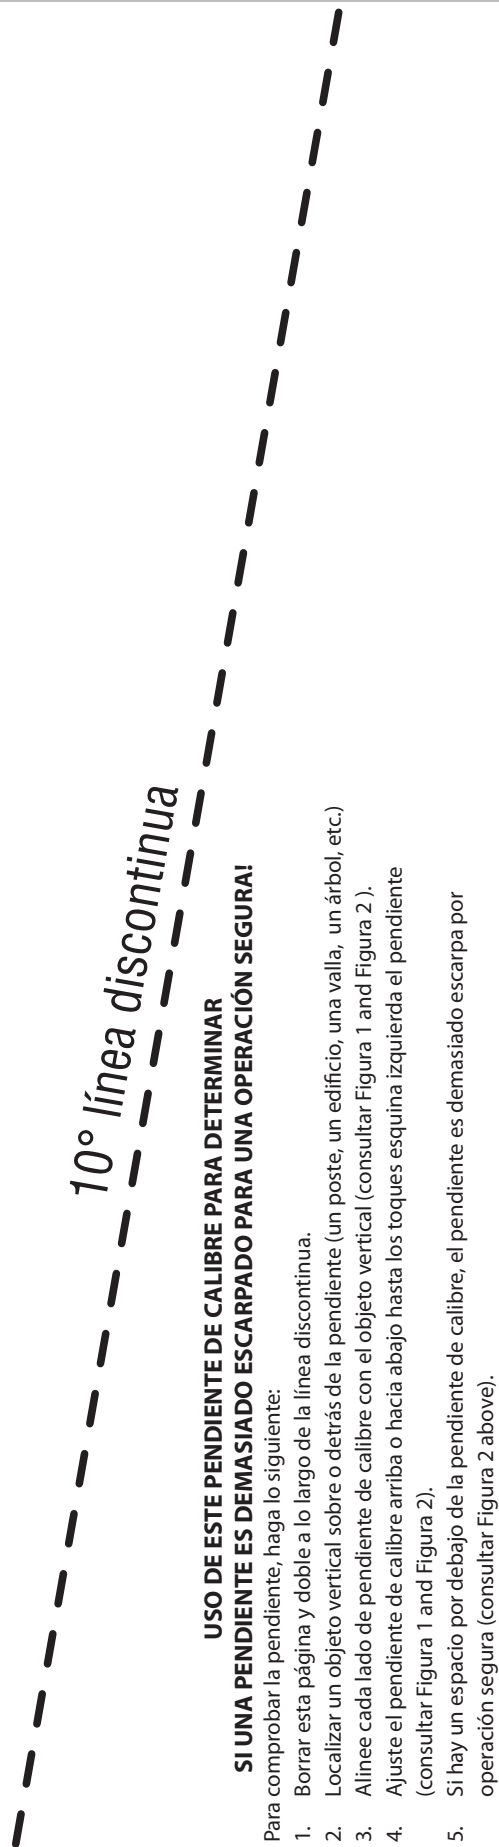 10° línea discontinua
USO DE ESTE PENDIENTE DE CALIBRE PARA DETERMINAR
SI UNA PENDIENTE ES DEMASIADO ESCARPADO PARA UNA OPERACIÓN SEGURA!
Para comprobar la pendiente, haga lo siguiente:
1. Borrar esta página y doble a lo largo de la línea discontinua.
2. Localizar un objeto vertical sobre o detrás de la pendiente (un poste, un edificio, una valla, un árbol, etc.)
3. Alinee cada lado de pendiente de calibre con el objeto vertical (consultar Figura 1 and Figura 2 ).
4. Ajuste el pendiente de calibre arriba o hacia abajo hasta los toques esquina izquierda el pendiente
(consultar Figura 1 and Figura 2).
5. Si hay un espacio por debajo de la pendiente de calibre, el pendiente es demasiado escarpa por
operación segura (consultar Figura 2 above).